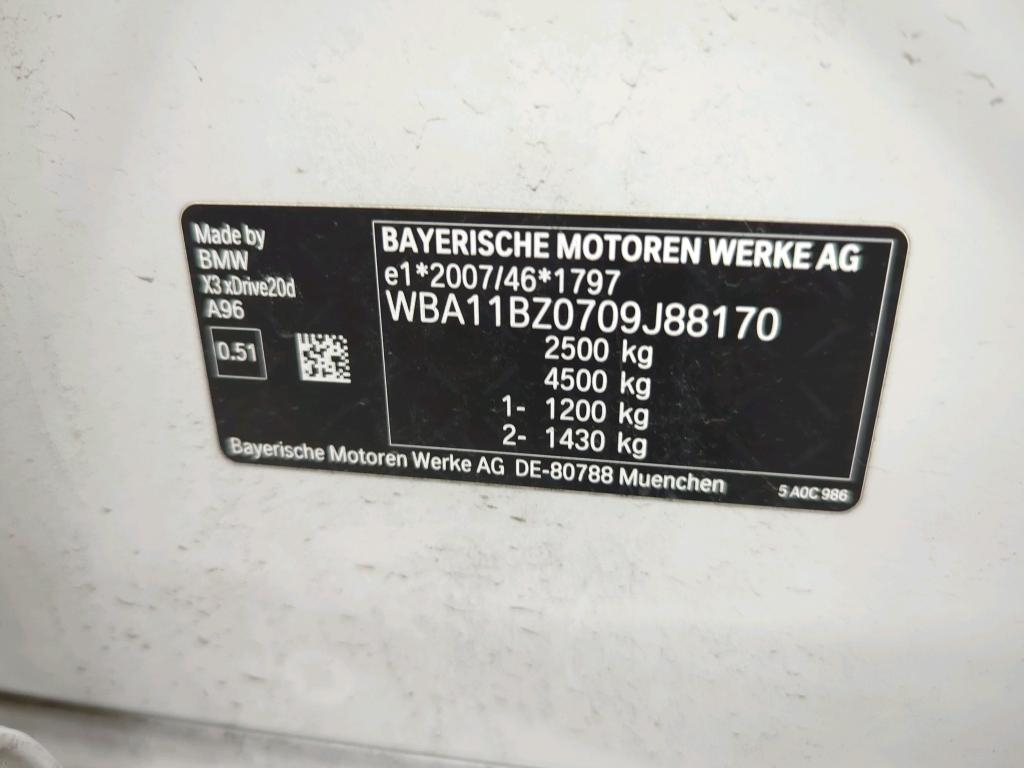 Made by
BMW
X3 xDrive20d
A96
0.51
BAYERISCHE MOTOREN WERKE AG
e1*2007/46*1797
WBA11BZ0709J88170
2500 kg
4500 kg
1- 1200 kg
2- 1430 kg
Bayerische Motoren Werke AG DE-80788 Muenchen
5 A0C 986